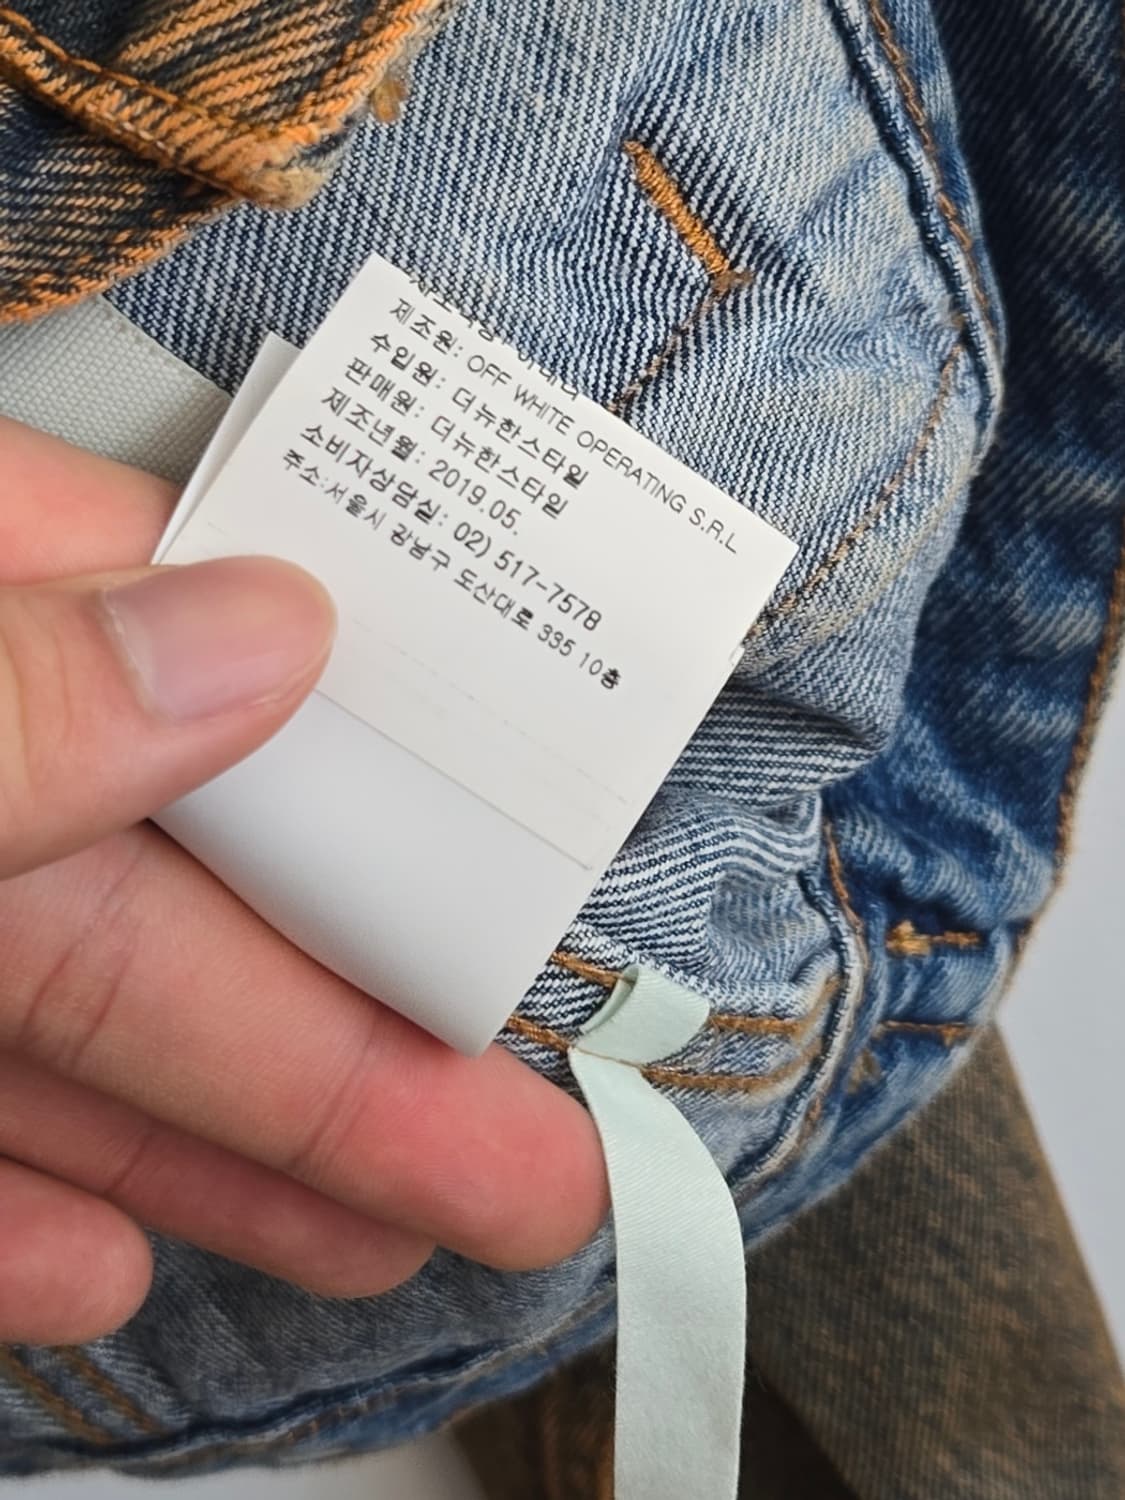 제조원: OFF WHITE OPERATING S.R.L
수입원: 더뉴한스타일
판매원: 더뉴한스타일
제조년월: 2019.05.
소비자상담실: 02) 517-7578
주소:서울시 강남구 도산대로 335 10층